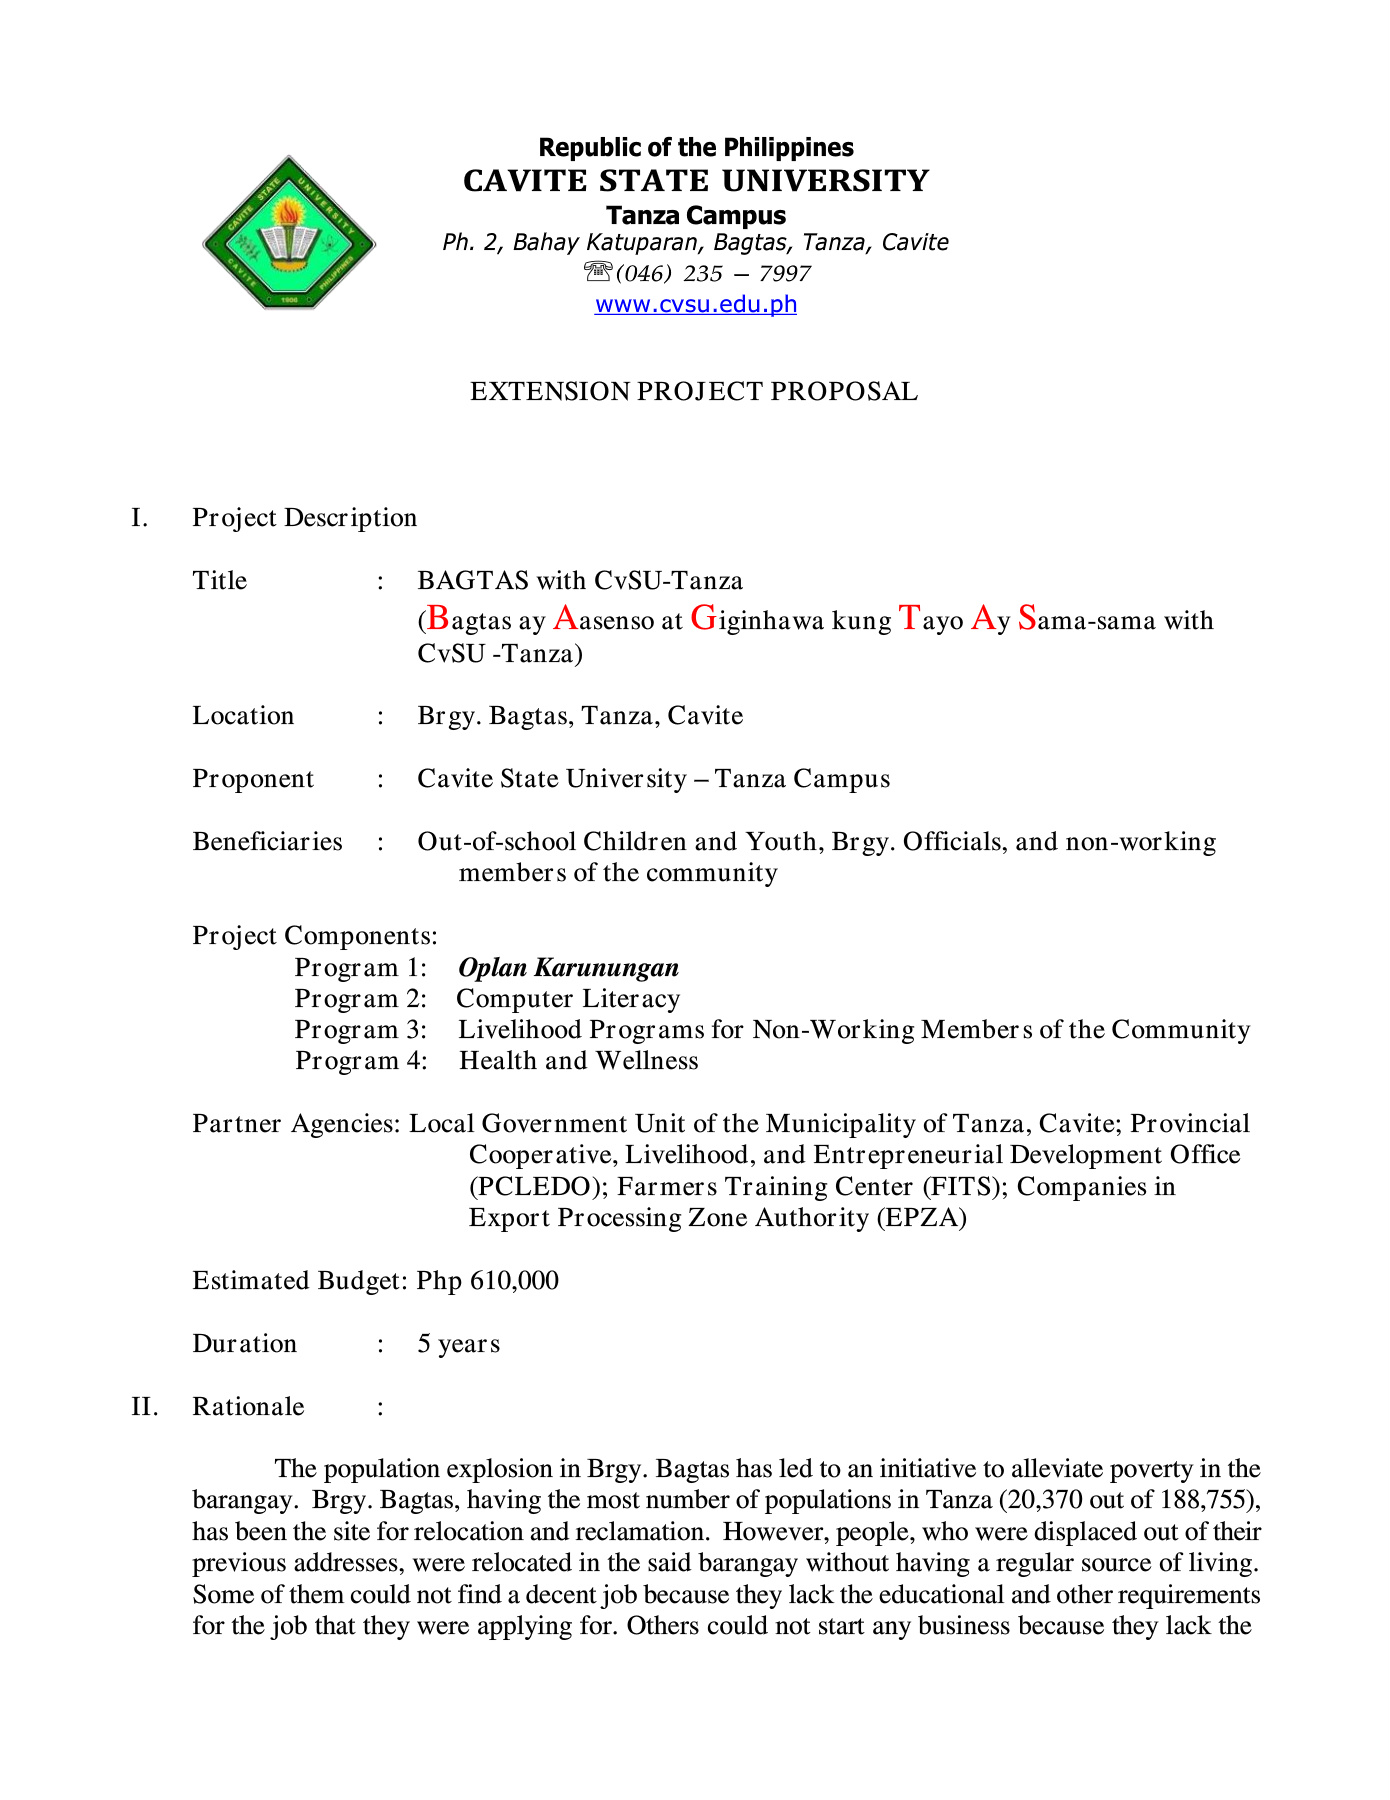 Republic of the Philippines
CAVITE STATE UNIVERSITY
Tanza Campus
Ph. 2, Bahay Katuparan, Bagtas, Tanza, Cavite
☏(046) 235 – 7997
www.cvsu.edu.ph
CAVITE STATE UNIVERSITY
CAVITE PHILIPPINES
1906
EXTENSION PROJECT PROPOSAL
I. Project Description
Title : BAGTAS with CvSU-Tanza
(Bagtas ay Aasenso at Giginhawa kung Tayo Ay Sama-sama with
CvSU -Tanza)
Location : Brgy. Bagtas, Tanza, Cavite
Proponent : Cavite State University – Tanza Campus
Beneficiaries : Out-of-school Children and Youth, Brgy. Officials, and non-working
members of the community
Project Components:
Program 1: Oplan Karunungan
Program 2: Computer Literacy
Program 3: Livelihood Programs for Non-Working Members of the Community
Program 4: Health and Wellness
Partner Agencies: Local Government Unit of the Municipality of Tanza, Cavite; Provincial
Cooperative, Livelihood, and Entrepreneurial Development Office
(PCLEDO); Farmers Training Center (FITS); Companies in
Export Processing Zone Authority (EPZA)
Estimated Budget: Php 610,000
Duration : 5 years
II. Rationale :
The population explosion in Brgy. Bagtas has led to an initiative to alleviate poverty in the
barangay.  Brgy. Bagtas, having the most number of populations in Tanza (20,370 out of 188,755),
has been the site for relocation and reclamation.  However, people, who were displaced out of their
previous addresses, were relocated in the said barangay without having a regular source of living.
Some of them could not find a decent job because they lack the educational and other requirements
for the job that they were applying for. Others could not start any business because they lack the